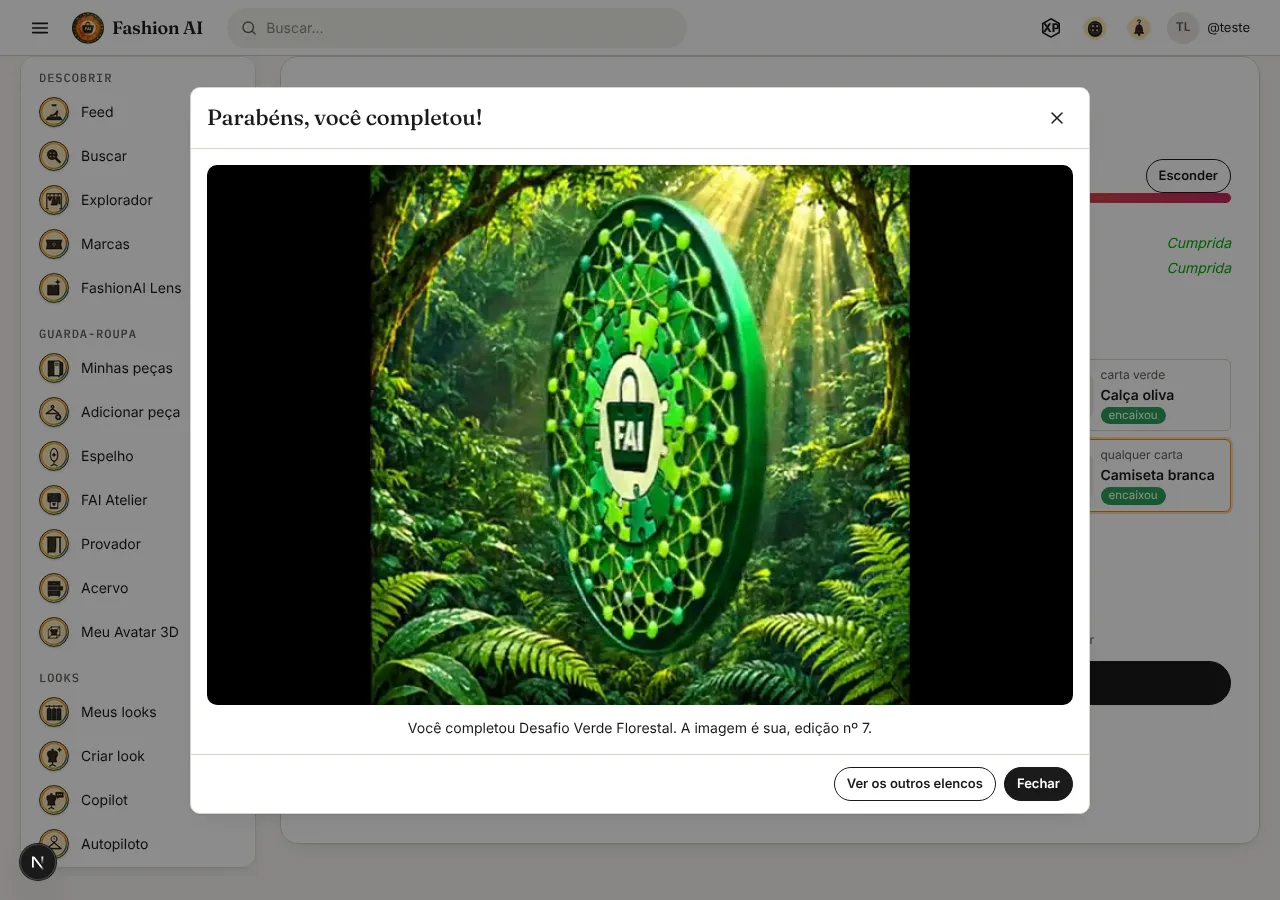 Fashion AI
Buscar...
XP
TL
@teste
DESCOBRIR
Feed
Buscar
Explorador
Marcas
FashionAI Lens
GUARDA-ROUPA
Minhas peças
Adicionar peça
Espelho
FAI Atelier
Provador
Acervo
Meu Avatar 3D
LOOKS
Meus looks
Criar look
Copilot
Autopiloto
N
Parabéns, você completou!
FAI
Você completou Desafio Verde Florestal. A imagem é sua, edição nº 7.
Ver os outros elencos
Fechar
Esconder
Cumprida
Cumprida
carta verde
Calça oliva
encaixou
qualquer carta
Camiseta branca
encaixou